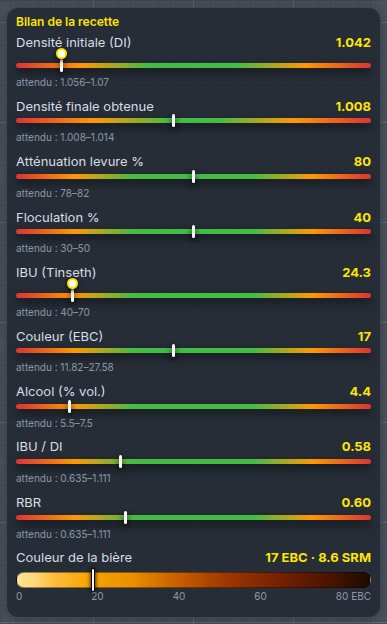 Bilan de la recette
Densité initiale (DI) 1.042
attendu : 1.056–1.07
Densité finale obtenue 1.008
attendu : 1.008–1.014
Atténuation levure % 80
attendu : 78–82
Floculation % 40
attendu : 30–50
IBU (Tinseth) 24.3
attendu : 40–70
Couleur (EBC) 17
attendu : 11.82–27.58
Alcool (% vol.) 4.4
attendu : 5.5–7.5
IBU / DI 0.58
attendu : 0.635–1.111
RBR 0.60
attendu : 0.635–1.111
Couleur de la bière 17 EBC · 8.6 SRM
0 20 40 60 80 EBC